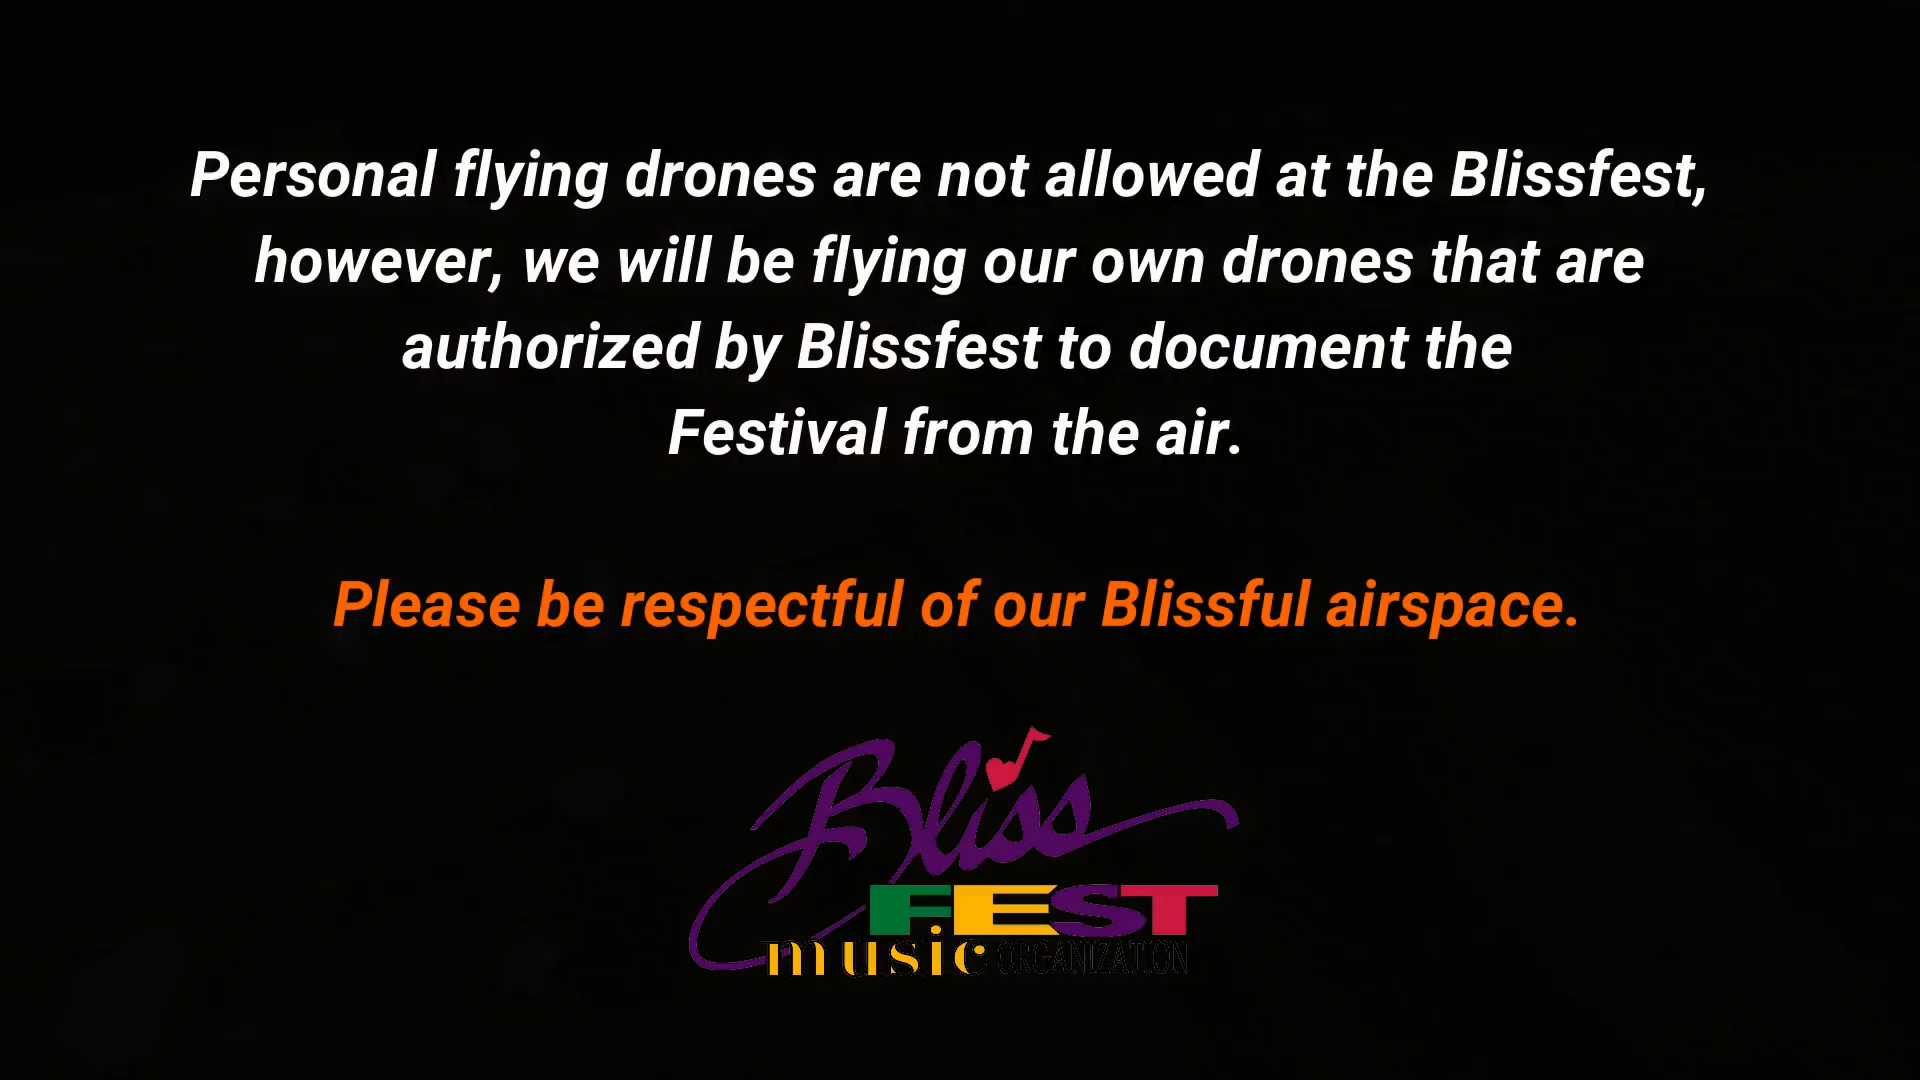 Personal flying drones are not allowed at the Blissfest,
however, we will be flying our own drones that are
authorized by Blissfest to document the
Festival from the air.
Please be respectful of our Blissful airspace.
Bliss
FEST
music ORGANIZATION